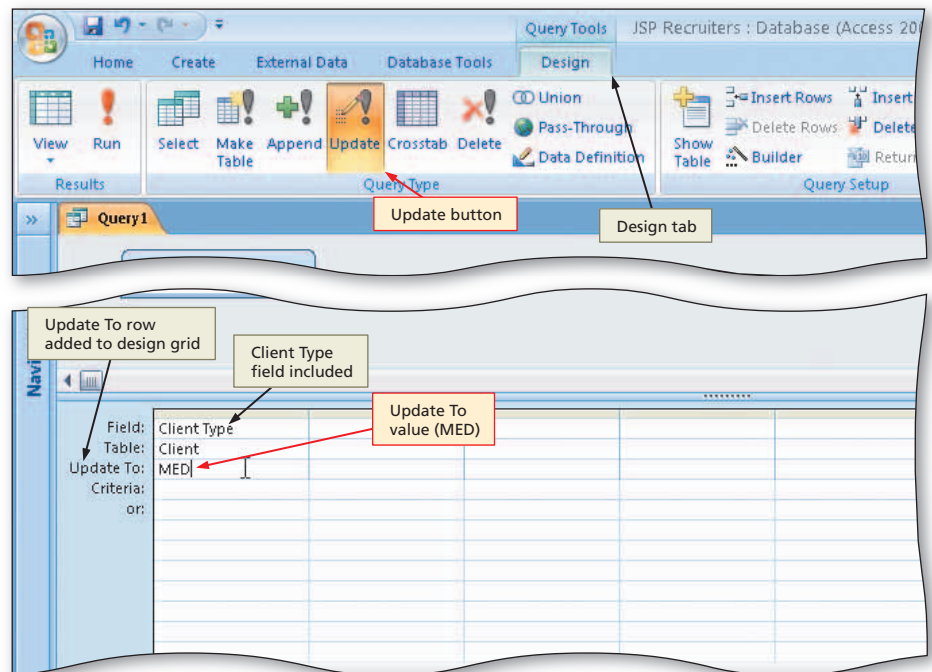 Query Tools JSP Recruiters : Database (Access 20
Home Create External Data Database Tools Design
View Run Select Make Table Append Update Crosstab Delete
Union
Pass-Through
Data Definition
Show Table
Insert Rows Insert
Delete Rows Delete
Builder Return
Results Query Type Query Setup
Update button
Design tab
» Query1
Update To row
added to design grid
Client Type
field included
Update To
value (MED)
Field: Client Type
Table: Client
Update To: MED
Criteria:
or: